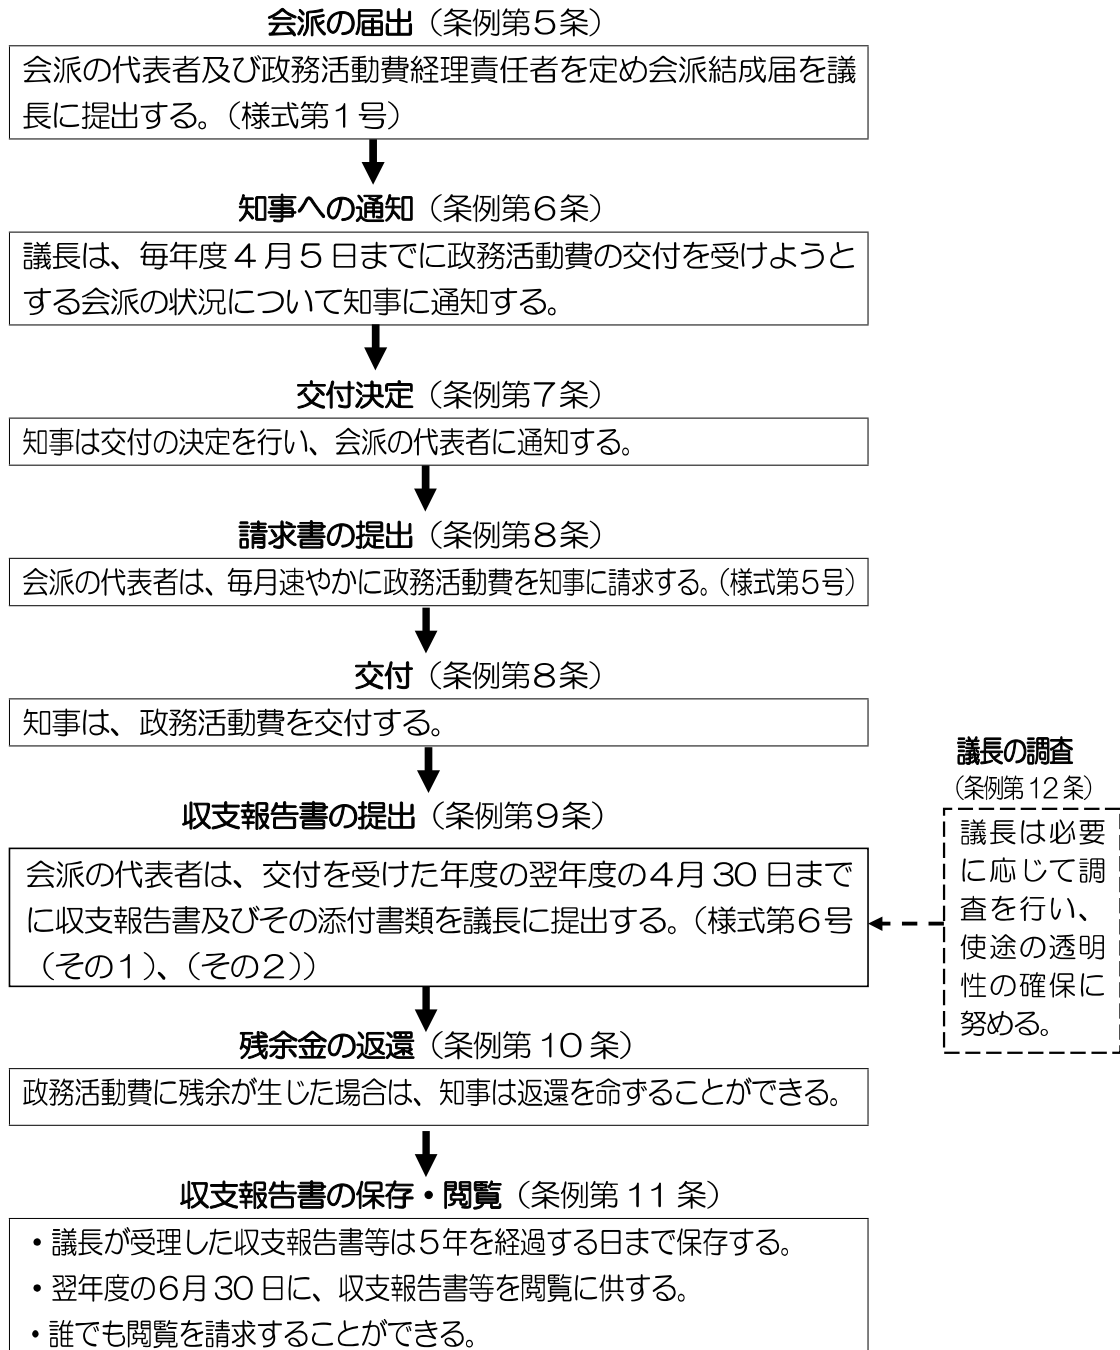 会派の届出（条例第５条）
会派の代表者及び政務活動費経理責任者を定め会派結成届を議
長に提出する。（様式第１号）
知事への通知（条例第６条）
議長は、毎年度４月５日までに政務活動費の交付を受けようと
する会派の状況について知事に通知する。
交付決定（条例第７条）
知事は交付の決定を行い、会派の代表者に通知する。
請求書の提出（条例第８条）
会派の代表者は、毎月速やかに政務活動費を知事に請求する。（様式第５号）
交付（条例第８条）
知事は、政務活動費を交付する。
収支報告書の提出（条例第９条）
会派の代表者は、交付を受けた年度の翌年度の４月30日まで
に収支報告書及びその添付書類を議長に提出する。（様式第６号
（その１）、（その２））
議長の調査
（条例第12条）
議長は必要
に応じて調
査を行い、
使途の透明
性の確保に
努める。
残余金の返還（条例第10条）
政務活動費に残余が生じた場合は、知事は返還を命ずることができる。
収支報告書の保存・閲覧（条例第11条）
・議長が受理した収支報告書等は５年を経過する日まで保存する。
・翌年度の６月30日に、収支報告書等を閲覧に供する。
・誰でも閲覧を請求することができる。